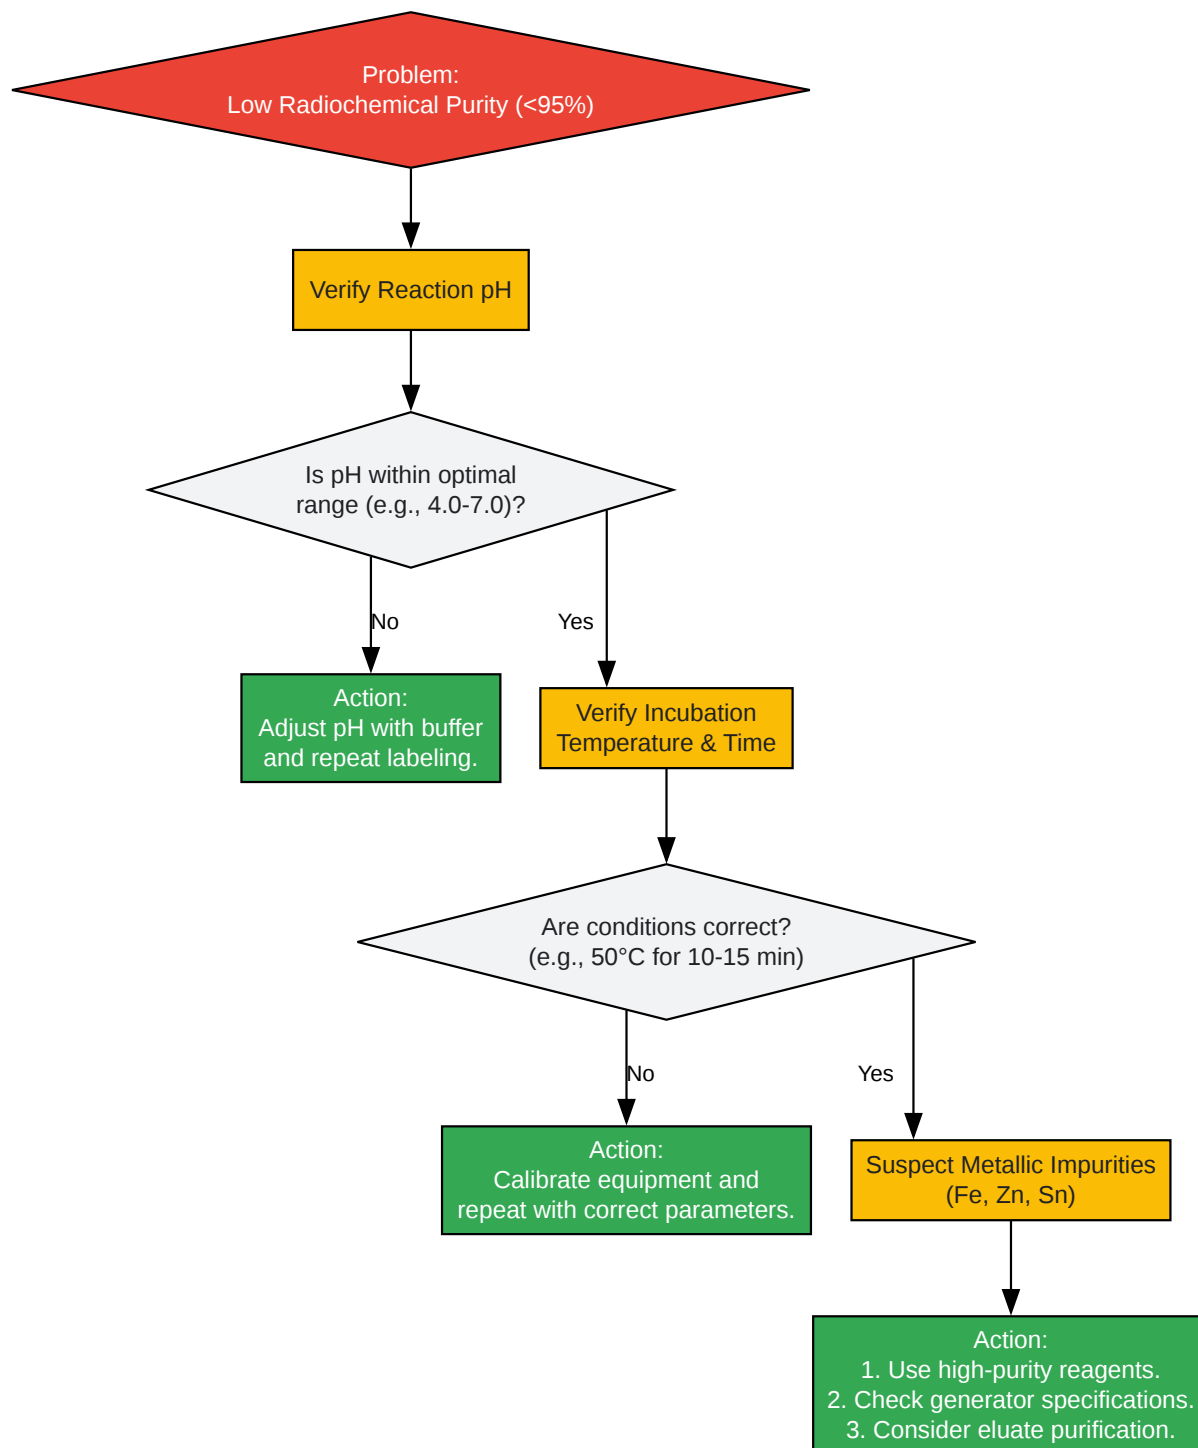 Problem:
Low Radiochemical Purity (<95%)
Verify Reaction pH
Is pH within optimal
range (e.g., 4.0-7.0)?
No
Yes
Action:
Adjust pH with buffer
and repeat labeling.
Verify Incubation
Temperature & Time
Are conditions correct?
(e.g., 50°C for 10-15 min)
No
Yes
Action:
Calibrate equipment and
repeat with correct parameters.
Suspect Metallic Impurities
(Fe, Zn, Sn)
Action:
1. Use high-purity reagents.
2. Check generator specifications.
3. Consider eluate purification.